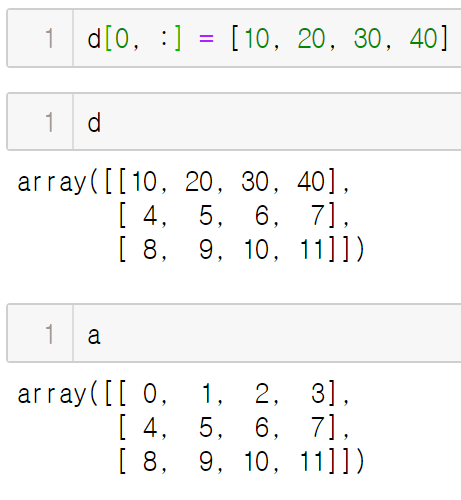 1 d[0, :] = [10, 20, 30, 40]
1 d
array([[10, 20, 30, 40],
       [ 4,  5,  6,  7],
       [ 8,  9, 10, 11]])
1 a
array([[ 0,  1,  2,  3],
       [ 4,  5,  6,  7],
       [ 8,  9, 10, 11]])